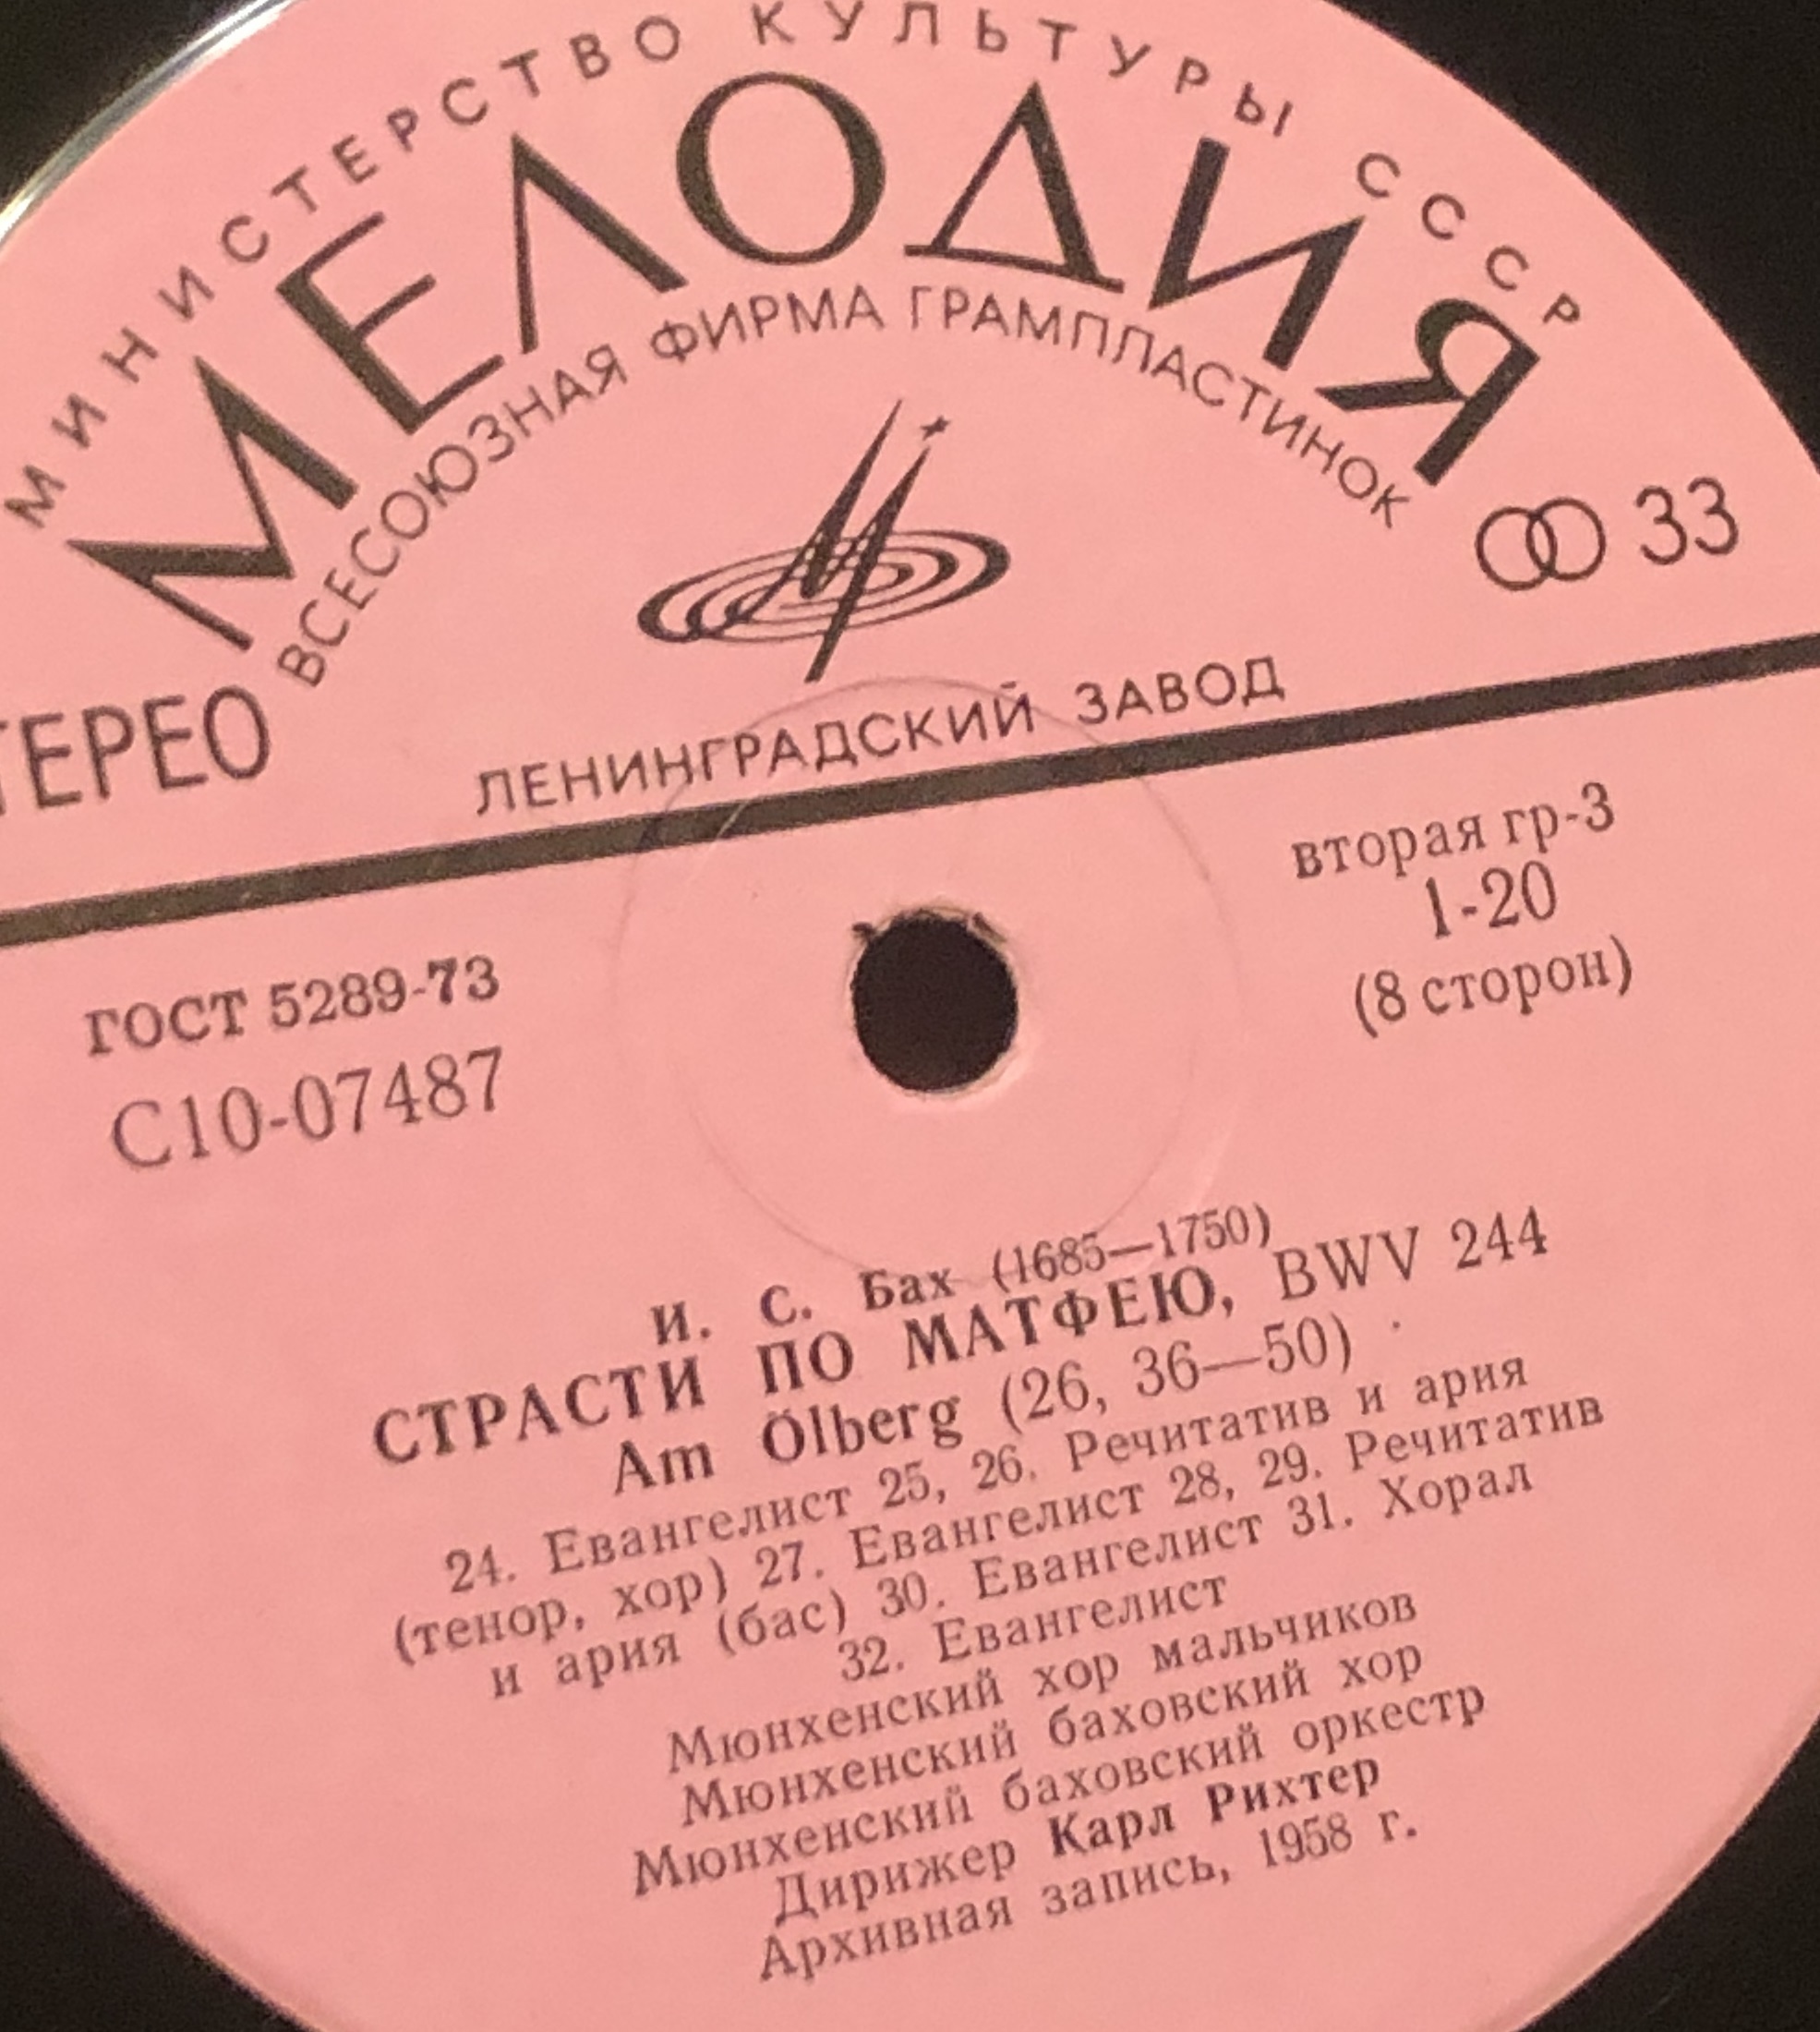 МИНИСТЕРСТВО КУЛЬТУРЫ СССР
МЕЛОДИЯ
ВСЕСОЮЗНАЯ ФИРМА ГРАМПЛАСТИНОК
33
ТЕРЕО
ЛЕНИНГРАДСКИЙ ЗАВОД
ГОСТ 5289-73
С10-07487
вторая гр-3
1-20
(8 сторон)
И. С. Бах (1685—1750)
СТРАСТИ ПО МАТФЕЮ, BWV 244
Am Ölberg (26, 36—50)
24. Евангелист 25, 26. Речитатив и ария
(тенор, хор) 27. Евангелист 28, 29. Речитатив
и ария (бас) 30. Евангелист 31. Хорал
32. Евангелист
Мюнхенский хор мальчиков
Мюнхенский баховский хор
Мюнхенский баховский оркестр
Дирижер Карл Рихтер
Архивная запись, 1958 г.